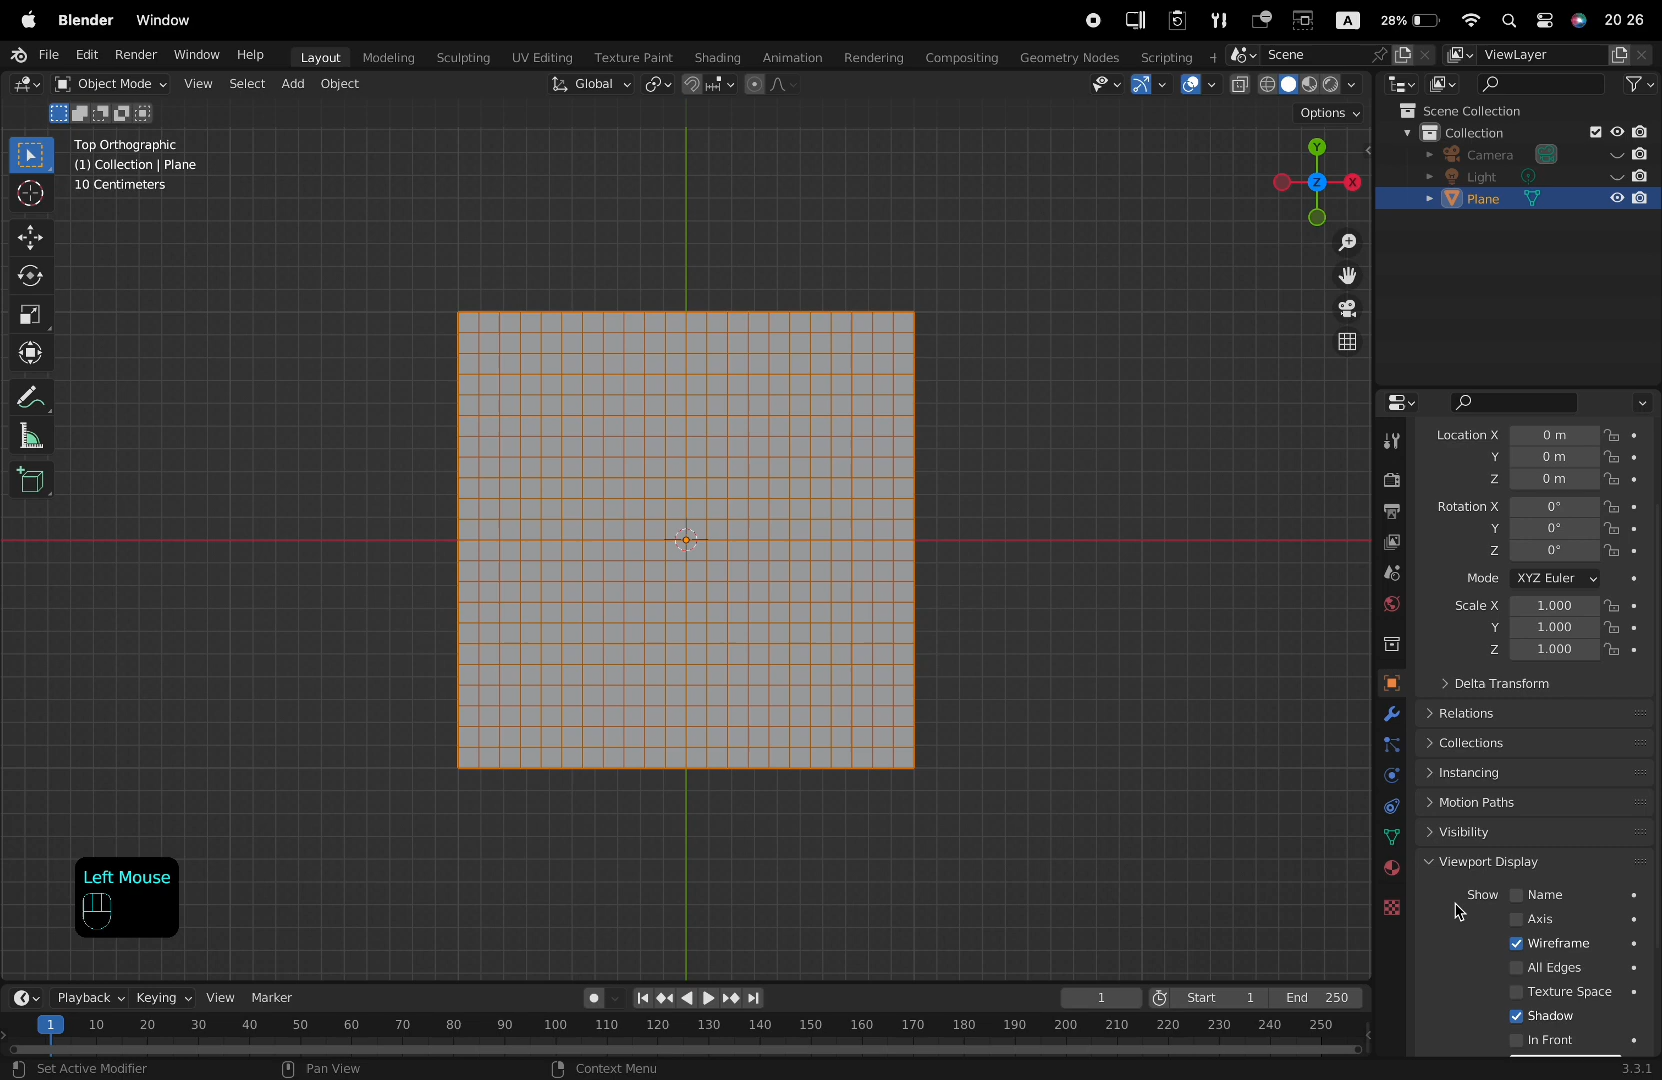 Blender Window
A 28% 20 26
File Edit Render Window Help Layout Modeling Sculpting UV Editing Texture Paint Shading Animation Rendering Compositing Geometry Nodes Scripting + Scene ViewLayer
Object Mode View Select Add Object Global
Options
Scene Collection
Collection
Camera
Light
Plane
Top Orthographic
(1) Collection | Plane
10 Centimeters
Y
Z X
Location X 0 m
Y 0 m
Z 0 m
Rotation X 0°
Y 0°
Z 0°
Mode XYZ Euler
Scale X 1.000
Y 1.000
Z 1.000
Delta Transform
Relations
Collections
Instancing
Motion Paths
Visibility
Viewport Display
Show Name
Axis
Wireframe
All Edges
Texture Space
Shadow
In Front
Left Mouse
Playback Keying View Marker 1 Start 1 End 250
1 10 20 30 40 50 60 70 80 90 100 110 120 130 140 150 160 170 180 190 200 210 220 230 240 250
Set Active Modifier Pan View Context Menu 3.3.1